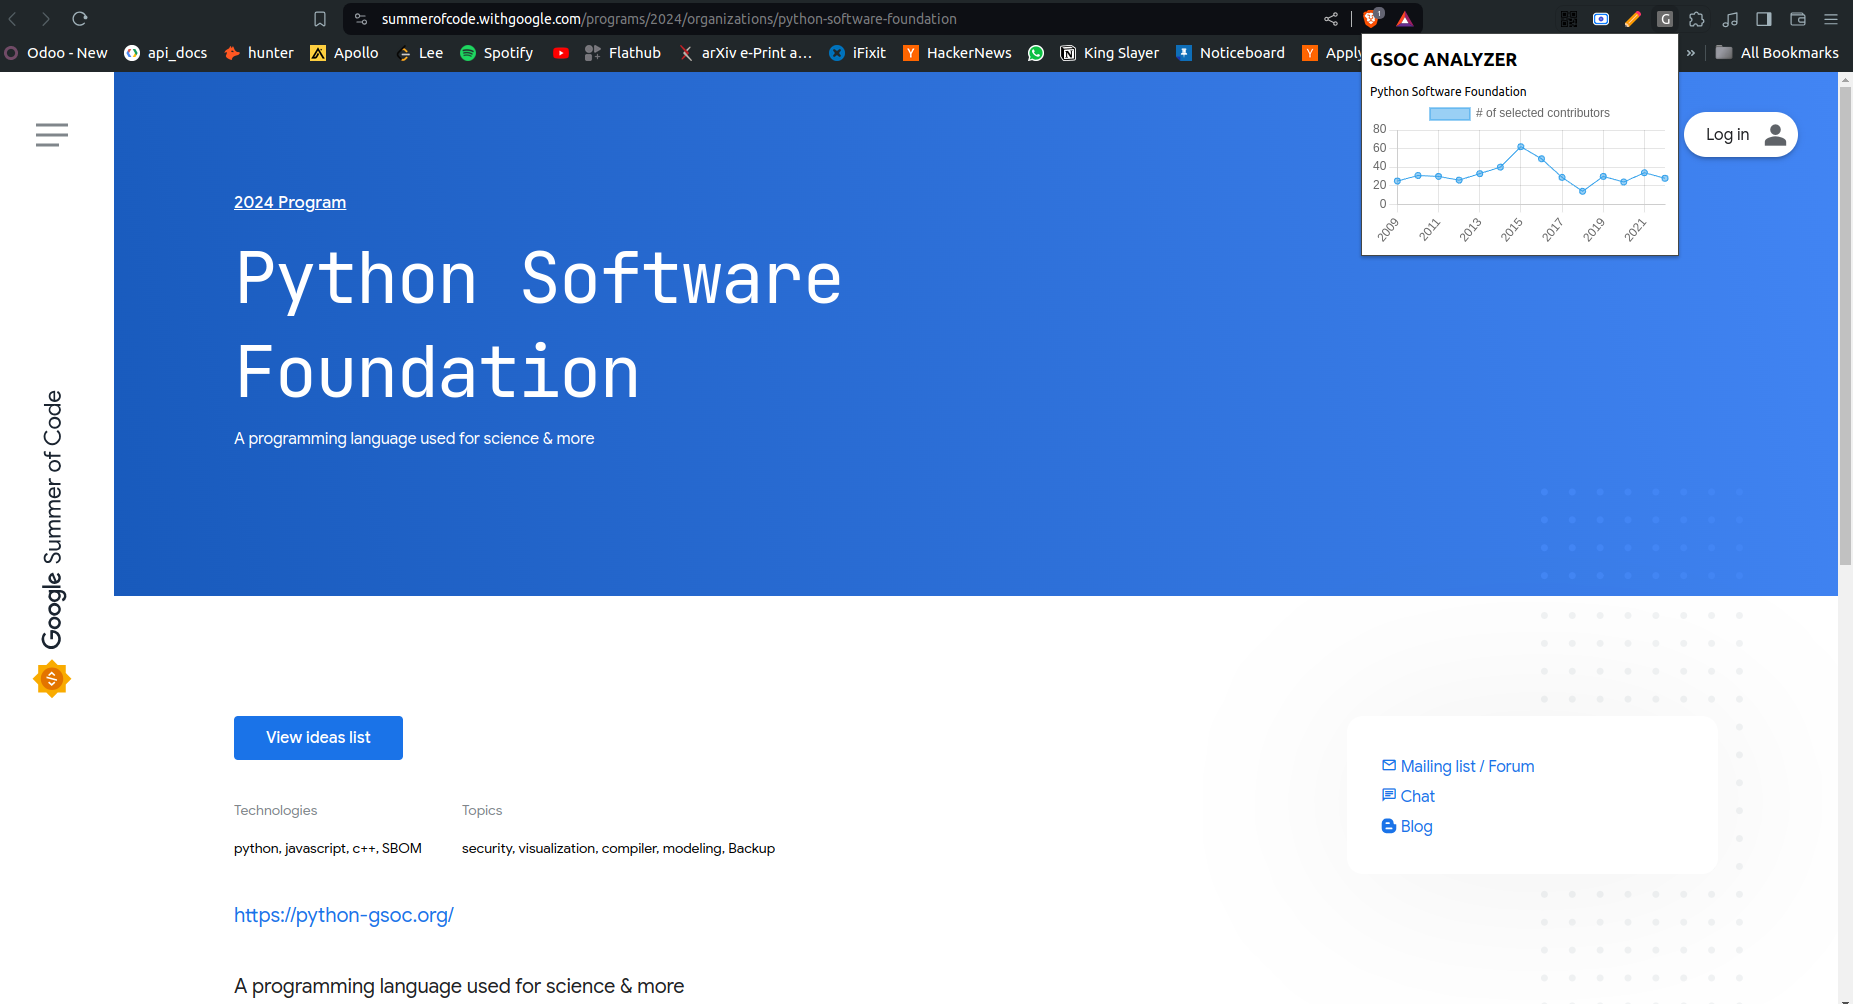 summerofcode.withgoogle.com/programs/2024/organizations/python-software-foundation
1
G
Odoo - New
api_docs
hunter
Apollo
Lee
Spotify
Flathub
arXiv e-Print a...
iFixit
HackerNews
King Slayer
Noticeboard
Apply
» All Bookmarks
GSOC ANALYZER
Python Software Foundation
# of selected contributors
80
60
40
20
0
2009
2011
2013
2015
2017
2019
2021
Log in
Google Summer of Code
2024 Program
Python Software
Foundation
A programming language used for science & more
View ideas list
Technologies
python, javascript, c++, SBOM
Topics
security, visualization, compiler, modeling, Backup
Mailing list / Forum
Chat
Blog
https://python-gsoc.org/
A programming language used for science & more